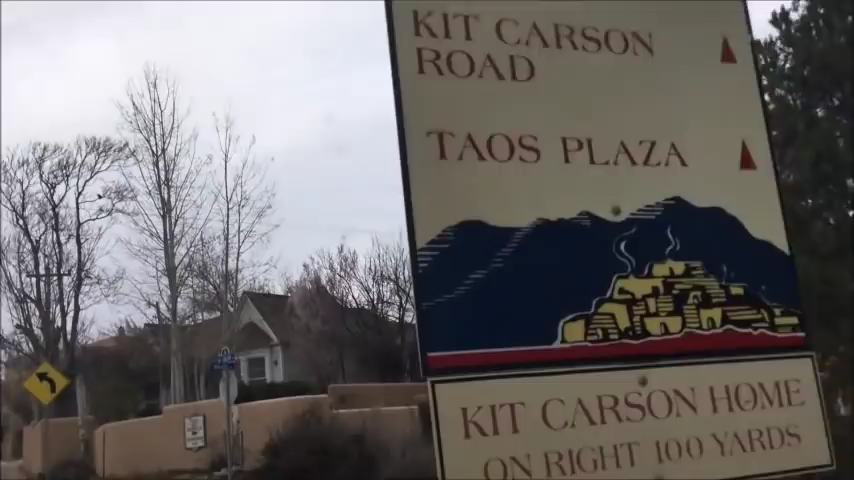 KIT CARSON
ROAD
TAOS PLAZA
KIT CARSON HOME
ON RIGHT 100 YARDS